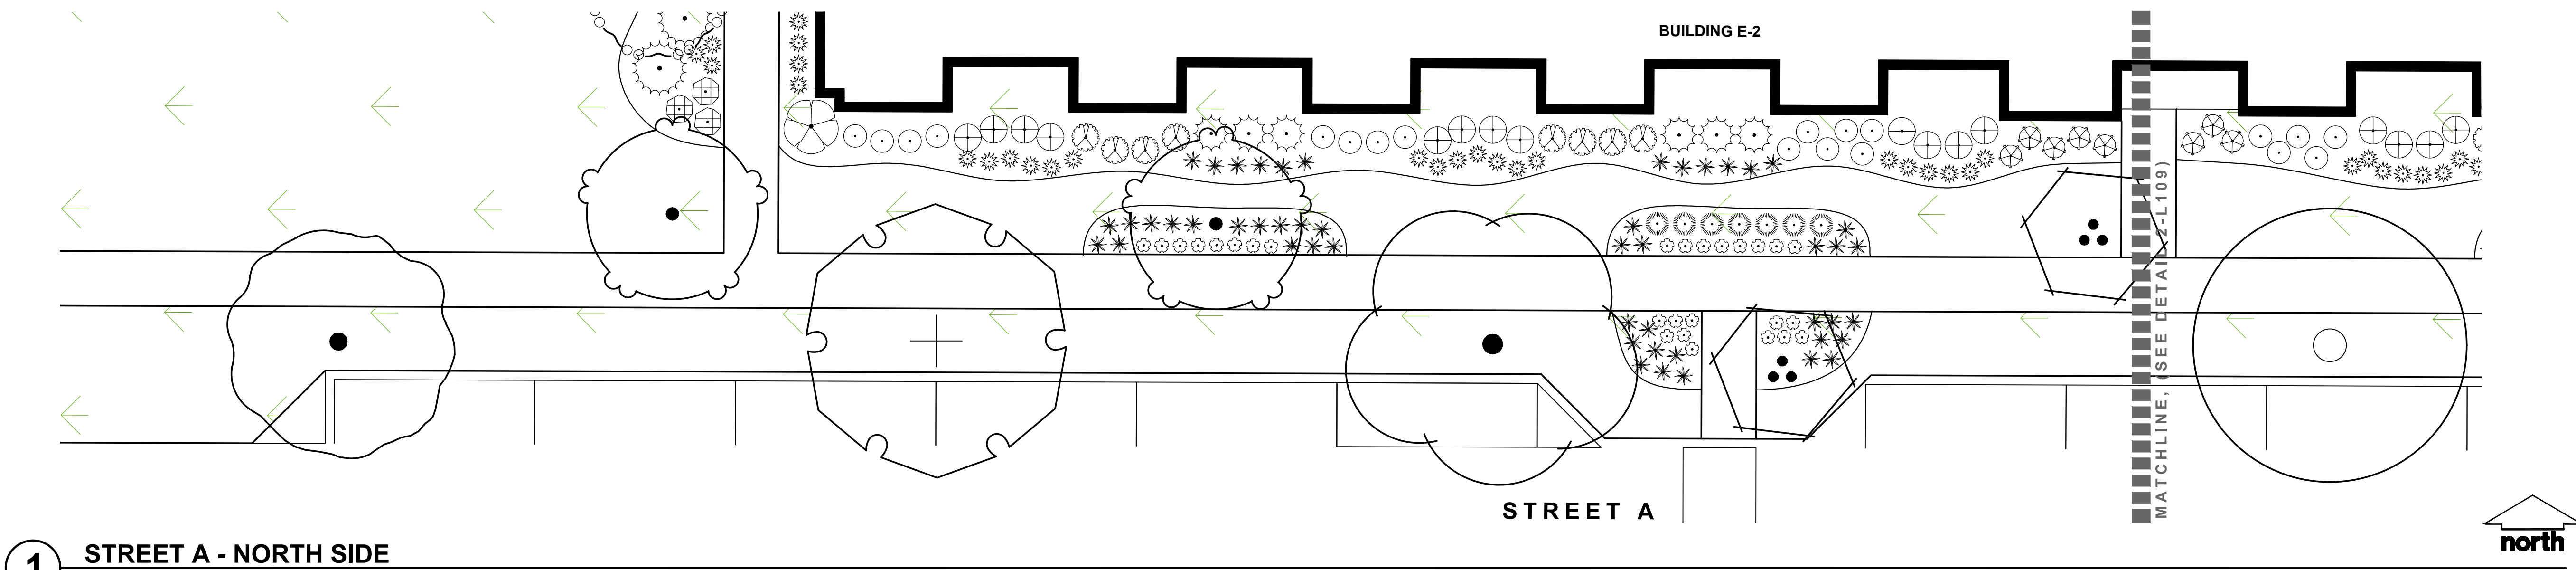 BUILDING E-2
MATCHLINE, (SEE DETAIL 2-L109)
STREET A
north
1 STREET A - NORTH SIDE